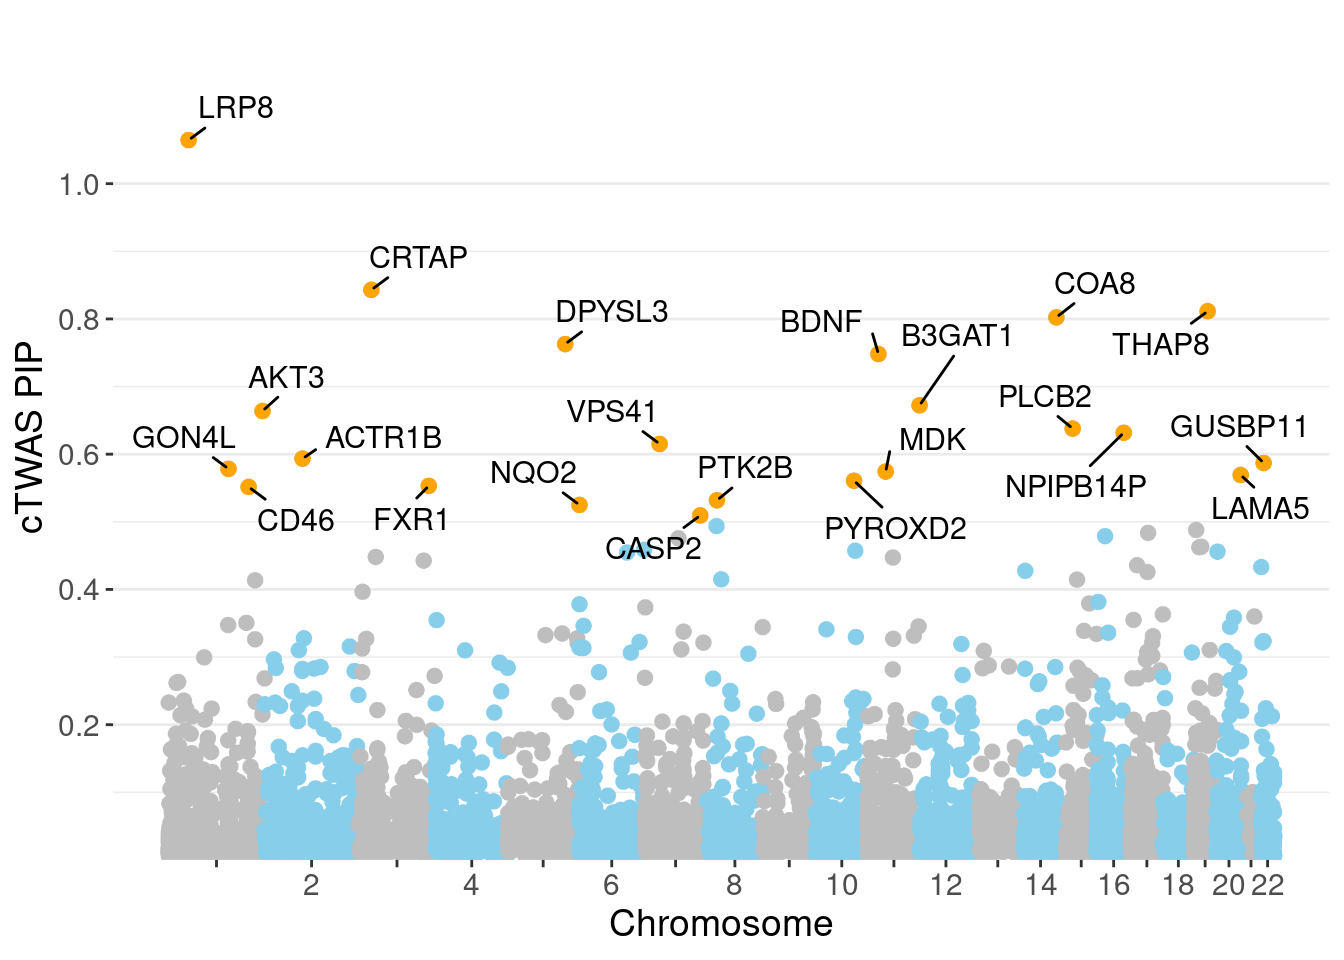 LRP8
1.0
CRTAP
COA8
DPYSL3
BDNF
B3GAT1
0.8
THAP8
AKT3
PLCB2
VPS41
GUSBP11
GON4L
ACTR1B
MDK
0.6
PTK2B
NQO2
NPIPB14P
LAMA5
CD46
FXR1
PYROXD2
CASP2
0.4
0.2
cTWAS PIP
2 4 6 8 10 12 14 16 18 20 22
Chromosome